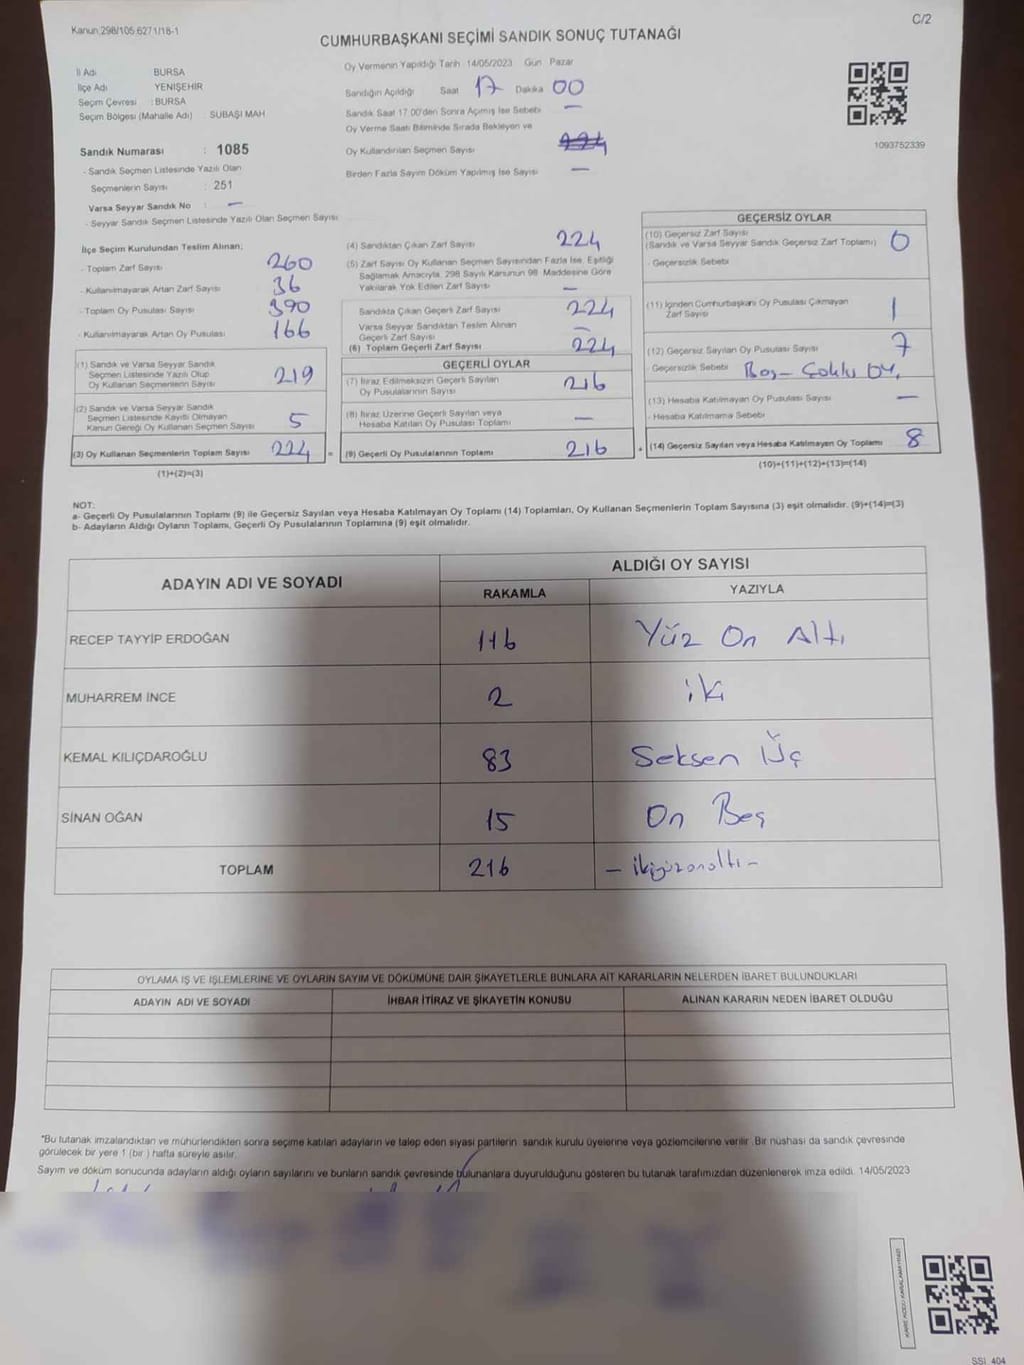 Kanun:298/105,6271/18-1
C/2
CUMHURBAŞKANI SEÇİMİ SANDIK SONUÇ TUTANAĞI
İl Adı BURSA
İlçe Adı YENİŞEHİR
Seçim Çevresi : BURSA
Seçim Bölgesi (Mahalle Adı) : SUBAŞI MAH
Sandık Numarası : 1085
- Sandık Seçmen Listesinde Yazılı Olan
Seçmenlerin Sayısı : 251
Varsa Seyyar Sandık No : —
- Seyyar Sandık Seçmen Listesinde Yazılı Olan Seçmen Sayısı
Oy Vermenin Yapıldığı Tarih 14/05/2023 Gün Pazar
Sandığın Açıldığı Saat 17 Dakika 00
Sandık Saat 17.00'den Sonra Açılmış İse Sebebi —
Oy Verme Saati Bitiminde Sırada Bekleyen ve
Oy Kullandırılan Seçmen Sayısı 224
Birden Fazla Sayım Döküm Yapılmış İse Sayısı —
1093752339
İlçe Seçim Kurulundan Teslim Alınan;
- Toplam Zarf Sayısı 260
- Kullanılmayarak Artan Zarf Sayısı 36
- Toplam Oy Pusulası Sayısı 390
- Kullanılmayarak Artan Oy Pusulası 166
(1) Sandık ve Varsa Seyyar Sandık
Seçmen Listesinde Yazılı Olup
Oy Kullanan Seçmenlerin Sayısı 219
(2) Sandık ve Varsa Seyyar Sandık
Seçmen Listesinde Kayıtlı Olmayan
Kanun Gereği Oy Kullanan Seçmen Sayısı 5
(3) Oy Kullanan Seçmenlerin Toplam Sayısı 224 =
(1)+(2)=(3)
(4) Sandıktan Çıkan Zarf Sayısı 224
(5) Zarf Sayısı Oy Kullanan Seçmen Sayısından Fazla İse, Eşitliği
Sağlamak Amacıyla, 298 Sayılı Kanunun 98. Maddesine Göre
Yakılarak Yok Edilen Zarf Sayısı —
Sandıkta Çıkan Geçerli Zarf Sayısı 224
Varsa Seyyar Sandıktan Teslim Alınan
Geçerli Zarf Sayısı —
(6) Toplam Geçerli Zarf Sayısı 224
GEÇERLİ OYLAR
(7) İtiraz Edilmeksizin Geçerli Sayılan
Oy Pusulalarının Sayısı 216
(8) İtiraz Üzerine Geçerli Sayılan veya
Hesaba Katılan Oy Pusulası Toplamı —
(9) Geçerli Oy Pusulalarının Toplamı 216 +
GEÇERSİZ OYLAR
(10) Geçersiz Zarf Sayısı
(Sandık ve Varsa Seyyar Sandık Geçersiz Zarf Toplamı) 0
- Geçersizlik Sebebi
(11) İçinden Cumhurbaşkanı Oy Pusulası Çıkmayan
Zarf Sayısı 1
(12) Geçersiz Sayılan Oy Pusulası Sayısı 7
- Geçersizlik Sebebi Boş - Çoklu oy.
(13) Hesaba Katılmayan Oy Pusulası Sayısı —
- Hesaba Katılmama Sebebi
(14) Geçersiz Sayılan veya Hesaba Katılmayan Oy Toplamı 8
(10)+(11)+(12)+(13)=(14)
NOT:
a- Geçerli Oy Pusulalarının Toplamı (9) ile Geçersiz Sayılan veya Hesaba Katılmayan Oy Toplamı (14) Toplamları, Oy Kullanan Seçmenlerin Toplam Sayısına (3) eşit olmalıdır. (9)+(14)=(3)
b- Adayların Aldığı Oyların Toplamı, Geçerli Oy Pusulalarının Toplamına (9) eşit olmalıdır.
ADAYIN ADI VE SOYADI
ALDIĞI OY SAYISI
RAKAMLA YAZIYLA
RECEP TAYYİP ERDOĞAN 116 Yüz On Altı
MUHARREM İNCE 2 iki
KEMAL KILIÇDAROĞLU 83 Seksen Üç
SİNAN OĞAN 15 On Beş
TOPLAM 216 - ikiyüzonaltı -
OYLAMA İŞ VE İŞLEMLERİNE VE OYLARIN SAYIM VE DÖKÜMÜNE DAİR ŞİKAYETLERLE BUNLARA AİT KARARLARIN NELERDEN İBARET BULUNDUKLARI
ADAYIN ADI VE SOYADI İHBAR İTİRAZ VE ŞİKAYETİN KONUSU ALINAN KARARIN NEDEN İBARET OLDUĞU
*Bu tutanak imzalandıktan ve mühürlendikten sonra seçime katılan adayların ve talep eden siyasi partilerin sandık kurulu üyelerine veya gözlemcilerine verilir. Bir nüshası da sandık çevresinde
görülecek bir yere 1 (bir) hafta süreyle asılır.
Sayım ve döküm sonucunda adayların aldığı oyların sayılarını ve bunların sandık çevresinde bulunanlara duyurulduğunu gösteren bu tutanak tarafımızdan düzenlenerek imza edildi. 14/05/2023
SSI_404